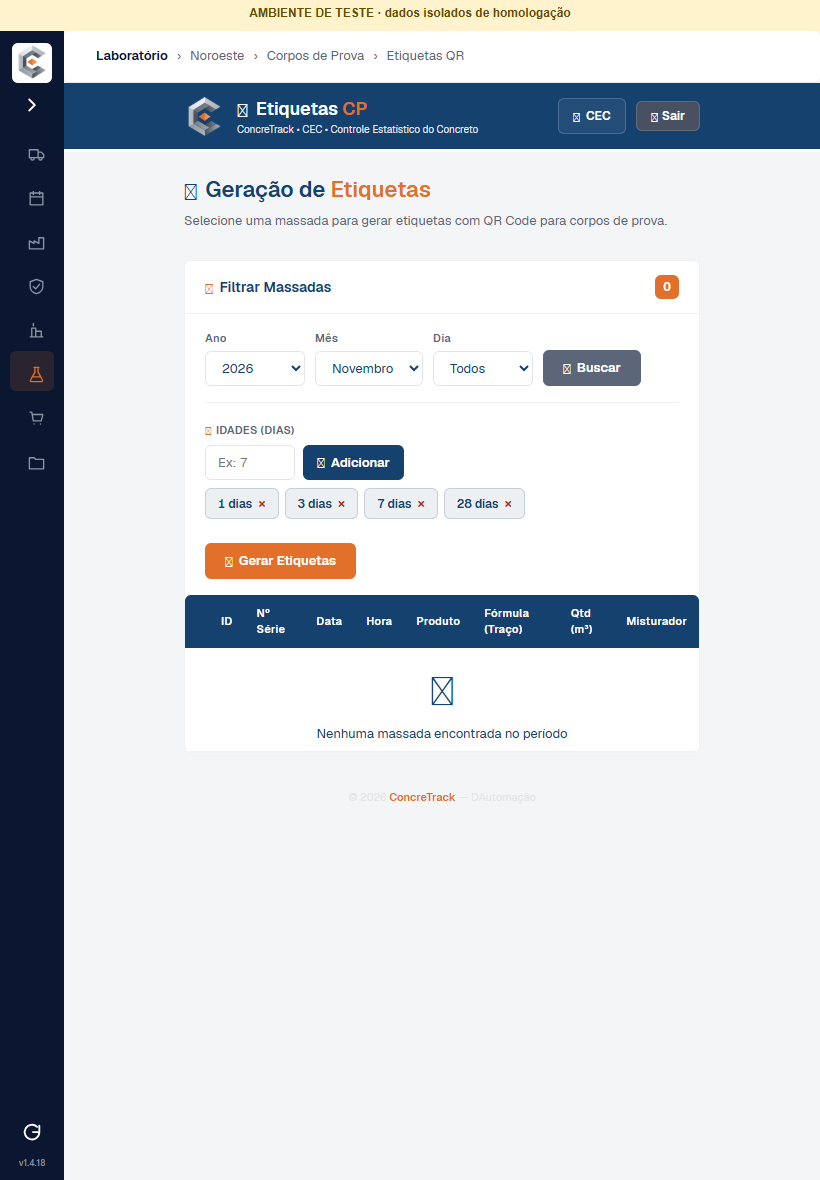 AMBIENTE DE TESTE · dados isolados de homologação
Laboratório › Noroeste › Corpos de Prova › Etiquetas QR
Etiquetas CP
ConcreTrack • CEC • Controle Estatístico do Concreto
CEC
Sair
Geração de Etiquetas
Selecione uma massada para gerar etiquetas com QR Code para corpos de prova.
Filtrar Massadas
0
Ano
Mês
Dia
2026
Novembro
Todos
Buscar
IDADES (DIAS)
Ex: 7
Adicionar
1 dias ×
3 dias ×
7 dias ×
28 dias ×
Gerar Etiquetas
ID
Nº
Série
Data
Hora
Produto
Fórmula
(Traço)
Qtd
(m³)
Misturador
Nenhuma massada encontrada no período
© 2026 ConcreTrack — DAutomação
v1.4.18